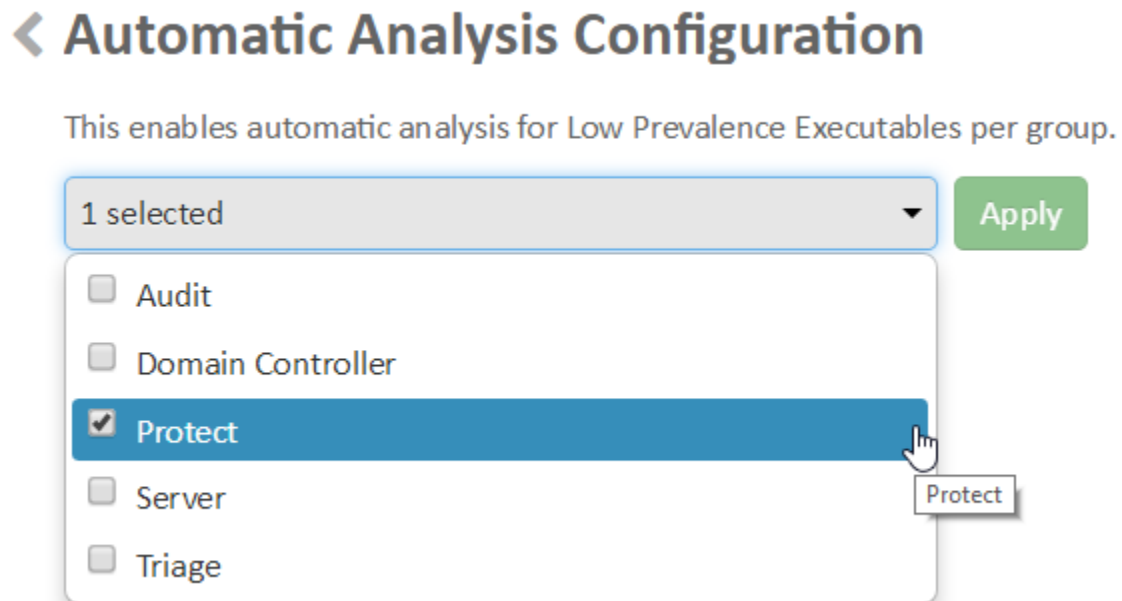 Automatic Analysis Configuration
This enables automatic analysis for Low Prevalence Executables per group.
1 selected
Apply
Audit
Domain Controller
Protect
Server
Protect
Triage